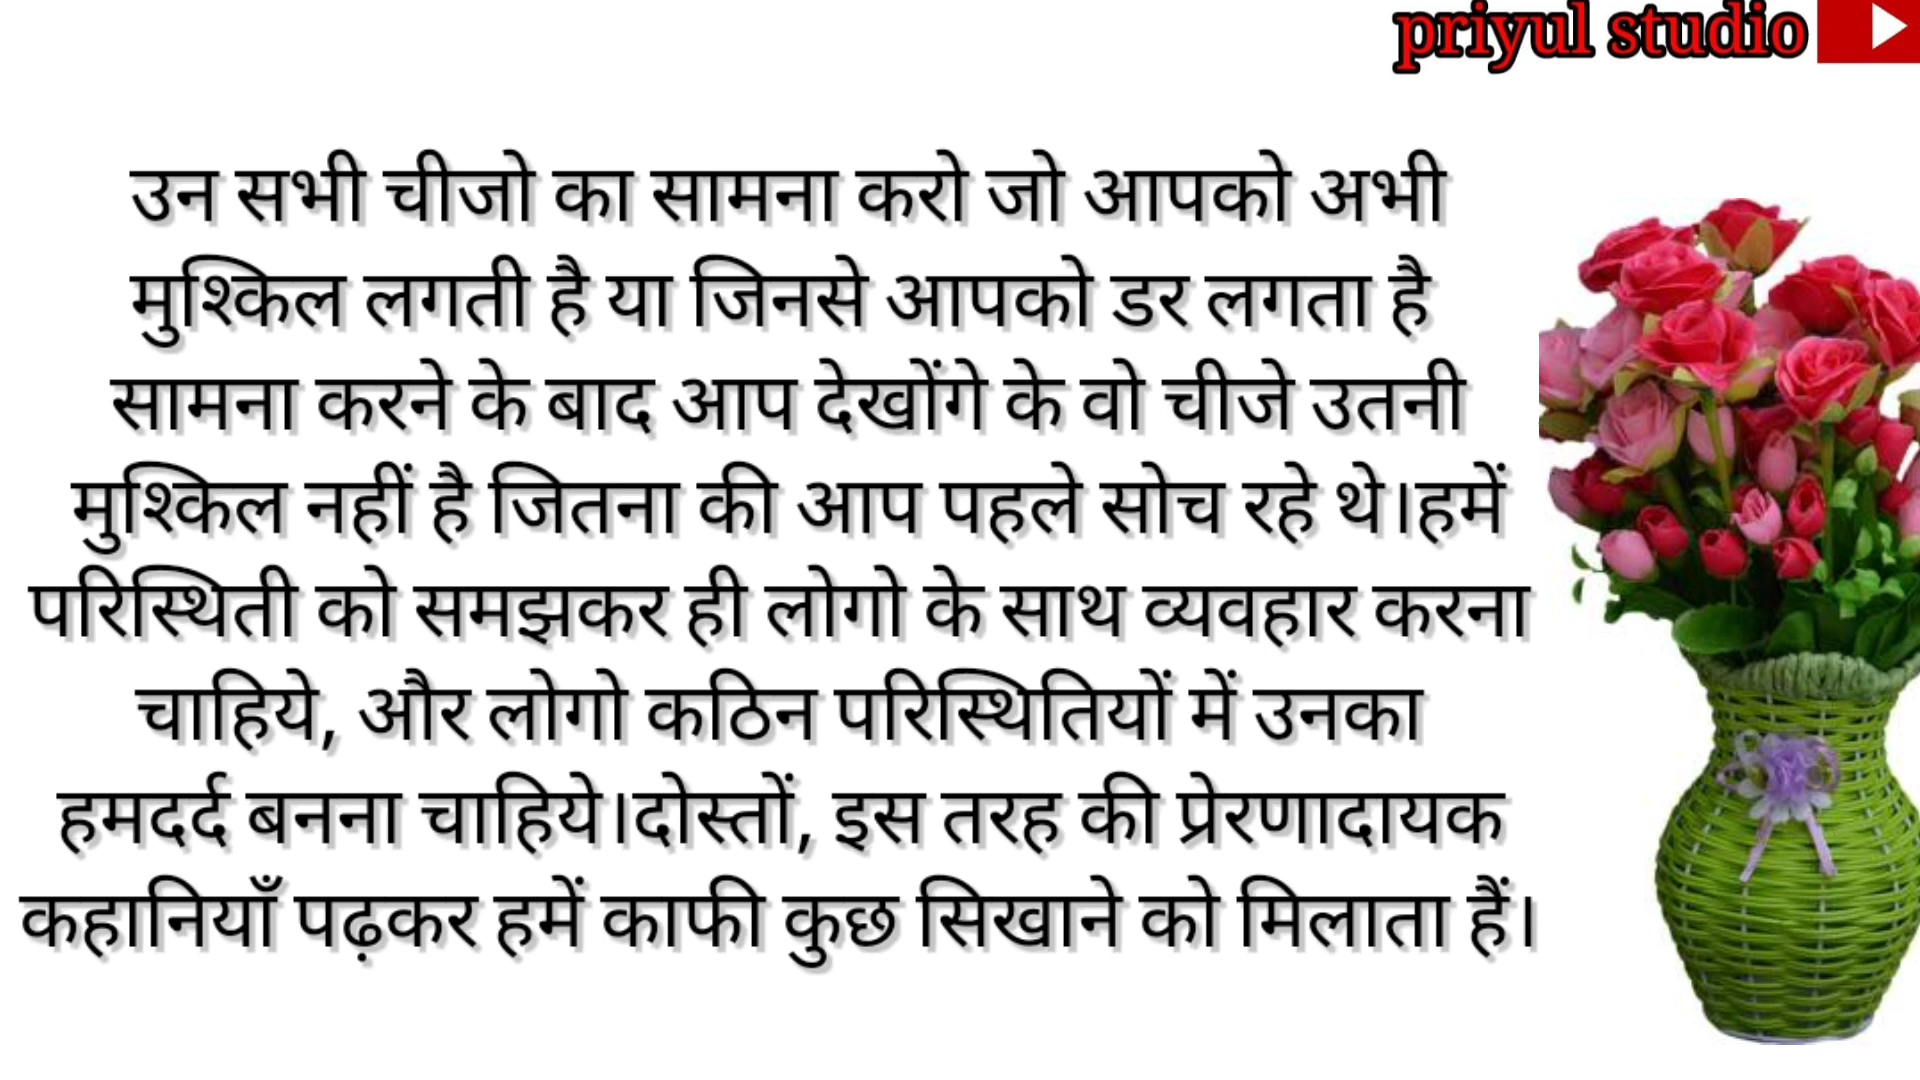 priyul studio
उन सभी चीजो का सामना करो जो आपको अभी
मुश्किल लगती है या जिनसे आपको डर लगता है
सामना करने के बाद आप देखोंगे के वो चीजे उतनी
मुश्किल नहीं है जितना की आप पहले सोच रहे थे।हमें
परिस्थिती को समझकर ही लोगो के साथ व्यवहार करना
चाहिये, और लोगो कठिन परिस्थितियों में उनका
हमदर्द बनना चाहिये।दोस्तों, इस तरह की प्रेरणादायक
कहानियाँ पढ़कर हमें काफी कुछ सिखाने को मिलाता हैं।